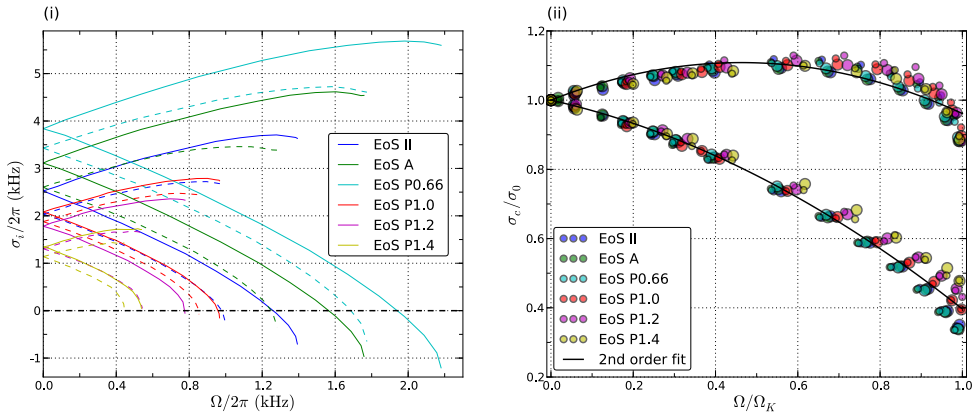 (i)
σ_i/2π (kHz)
5
4
3
2
1
0
-1
0.0 0.4 0.8 1.2 1.6 2.0
Ω/2π (kHz)
EoS II
EoS A
EoS P0.66
EoS P1.0
EoS P1.2
EoS P1.4
(ii)
σ_c/σ_0
1.2
1.0
0.8
0.6
0.4
0.2
0.0 0.2 0.4 0.6 0.8 1.0
Ω/Ω_K
EoS II
EoS A
EoS P0.66
EoS P1.0
EoS P1.2
EoS P1.4
2nd order fit